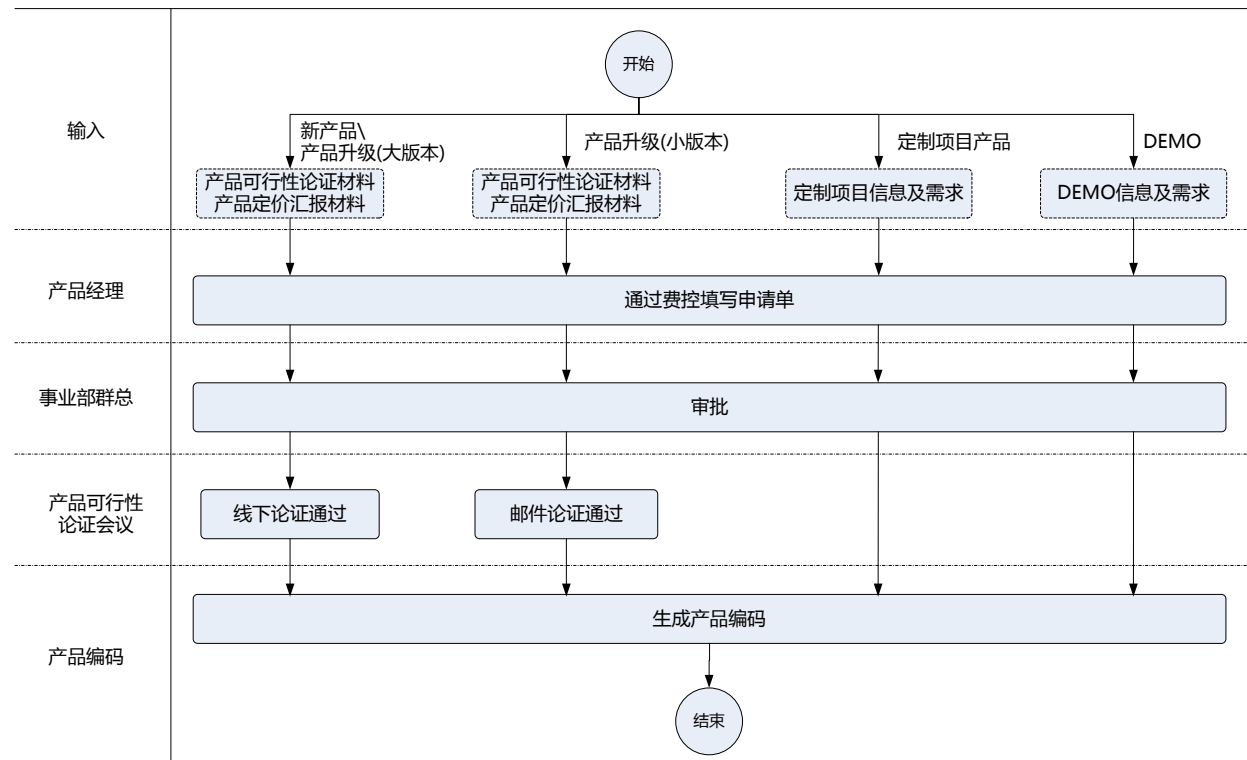 开始
输入
新产品\
产品升级(大版本)
产品升级(小版本)
定制项目产品
DEMO
产品可行性论证材料
产品定价汇报材料
产品可行性论证材料
产品定价汇报材料
定制项目信息及需求
DEMO信息及需求
产品经理
通过费控填写申请单
事业部群总
审批
产品可行性
论证会议
线下论证通过
邮件论证通过
产品编码
生成产品编码
结束